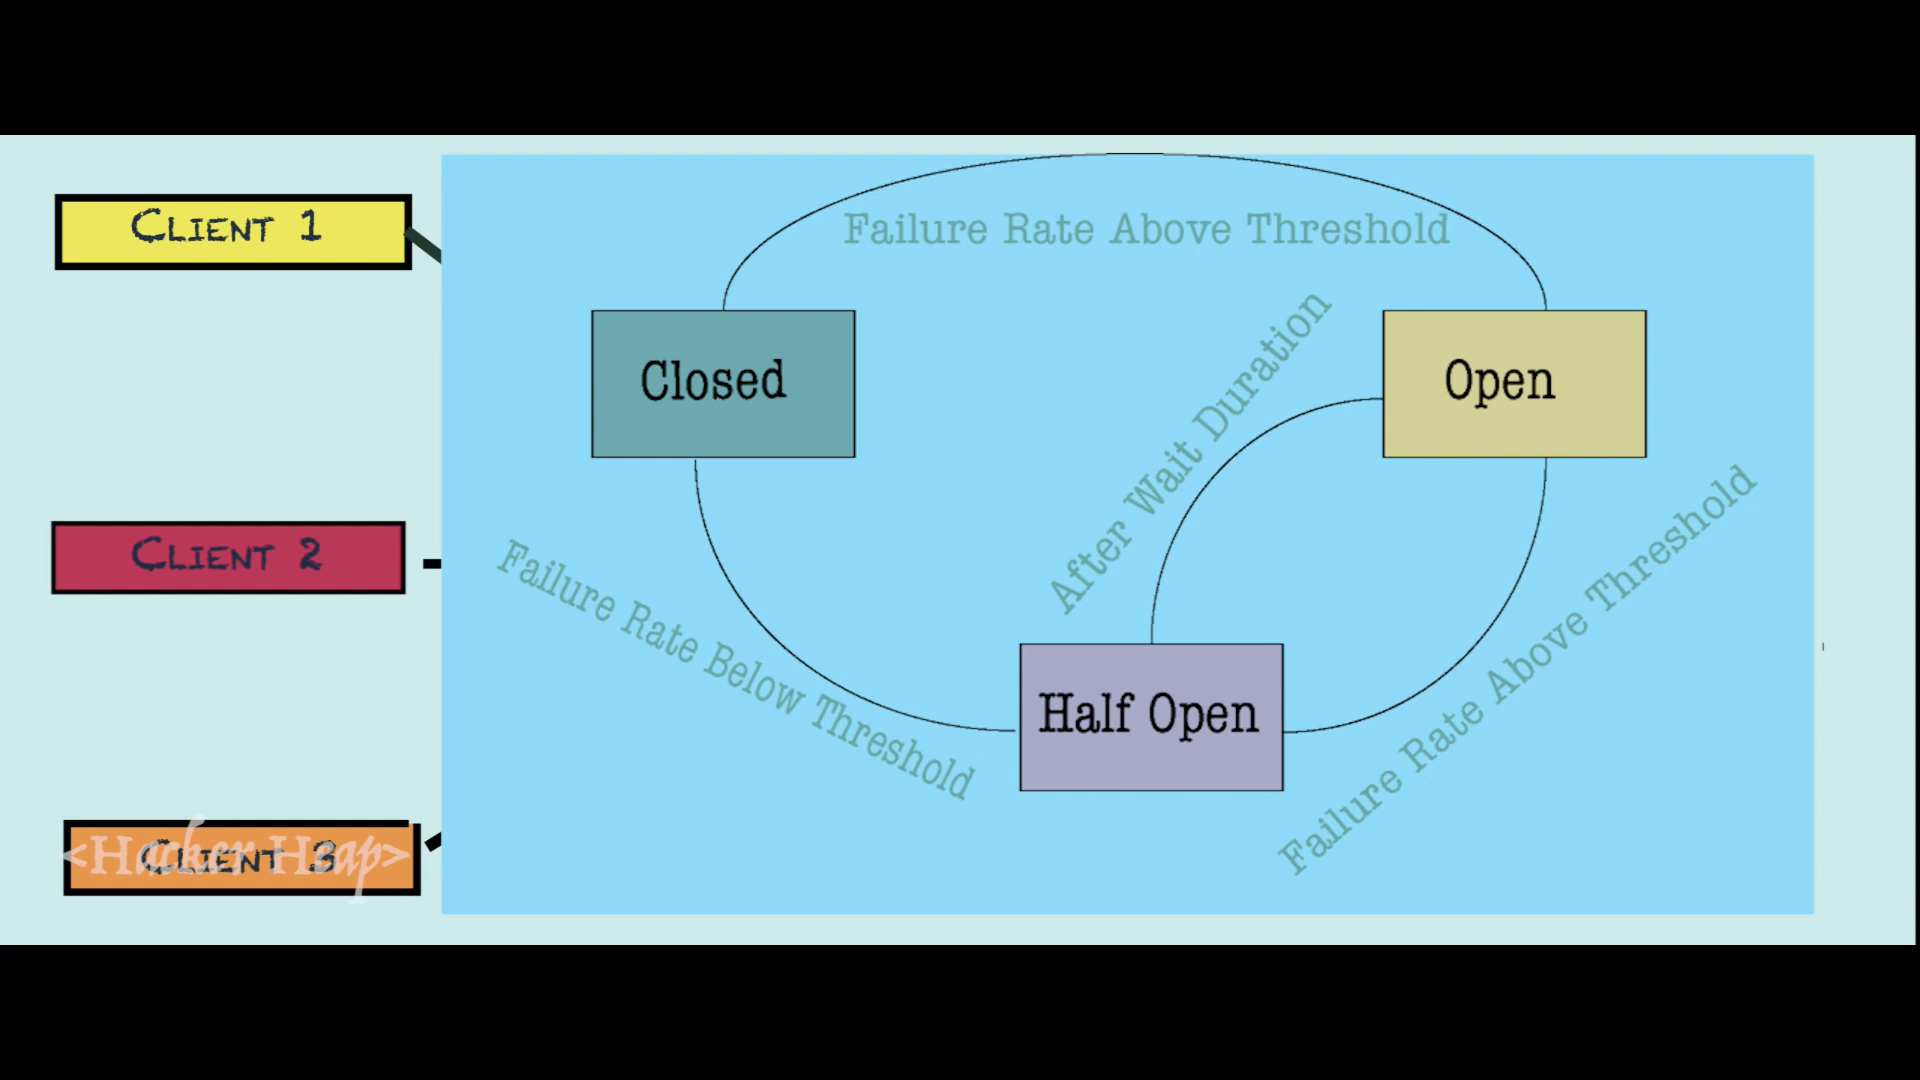 Client 1
Failure Rate Above Threshold
Closed
Open
After Wait Duration
Client 2
Failure Rate Below Threshold
Failure Rate Above Threshold
Half Open
Client 3
<Hacker Heap>